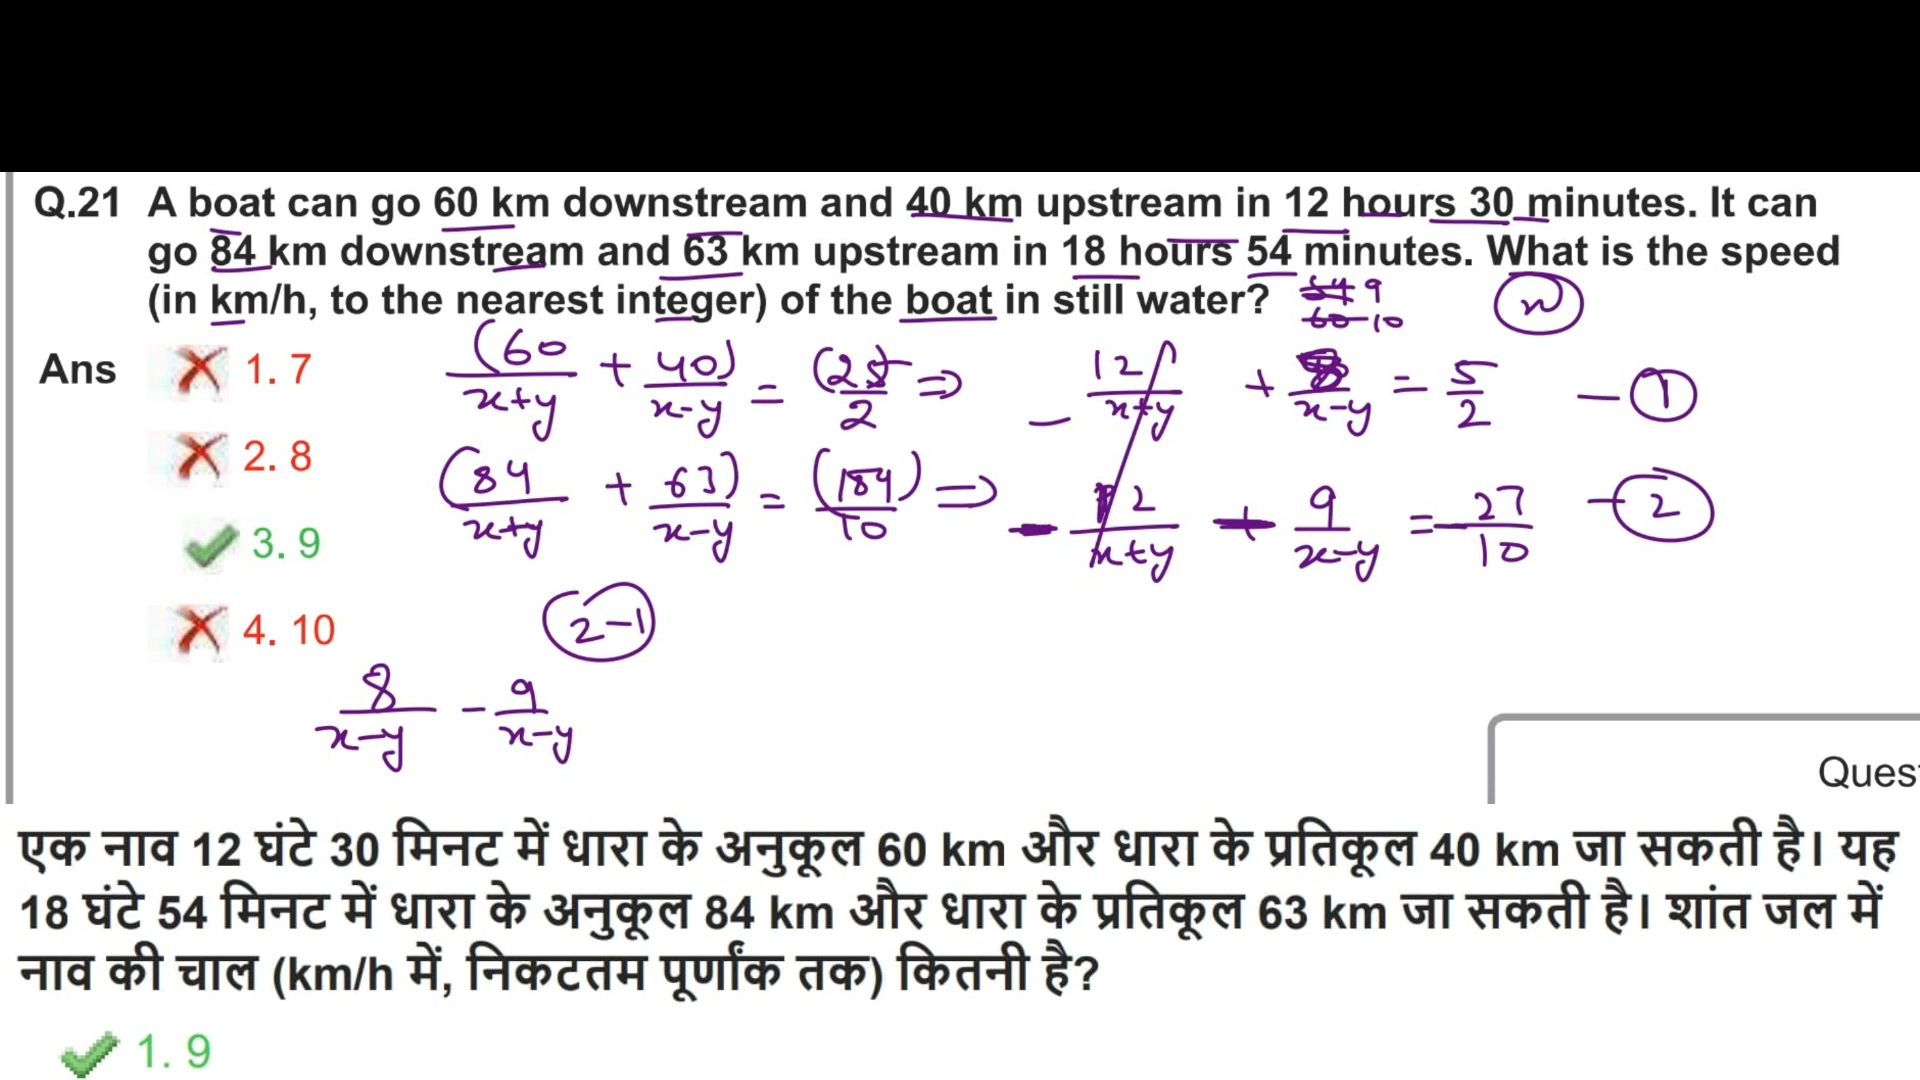 Q.21 A boat can go 60 km downstream and 40 km upstream in 12 hours 30 minutes. It can
go 84 km downstream and 63 km upstream in 18 hours 54 minutes. What is the speed
(in km/h, to the nearest integer) of the boat in still water?
54 9
60 10
x
Ans 1. 7
(60/x+y + 40)/x-y = (25)/2 ⇒ - 12/x+y + 8/x-y = 5/2 - 1
2. 8
(84/x+y + 63)/x-y = (189)/10 ⇒ - 12/x+y + 9/x-y = 27/10 - 2
3. 9
4. 10
2-1
8/x-y - 9/x-y
Ques
एक नाव 12 घंटे 30 मिनट में धारा के अनुकूल 60 km और धारा के प्रतिकूल 40 km जा सकती है। यह
18 घंटे 54 मिनट में धारा के अनुकूल 84 km और धारा के प्रतिकूल 63 km जा सकती है। शांत जल में
नाव की चाल (km/h में, निकटतम पूर्णांक तक) कितनी है?
1. 9